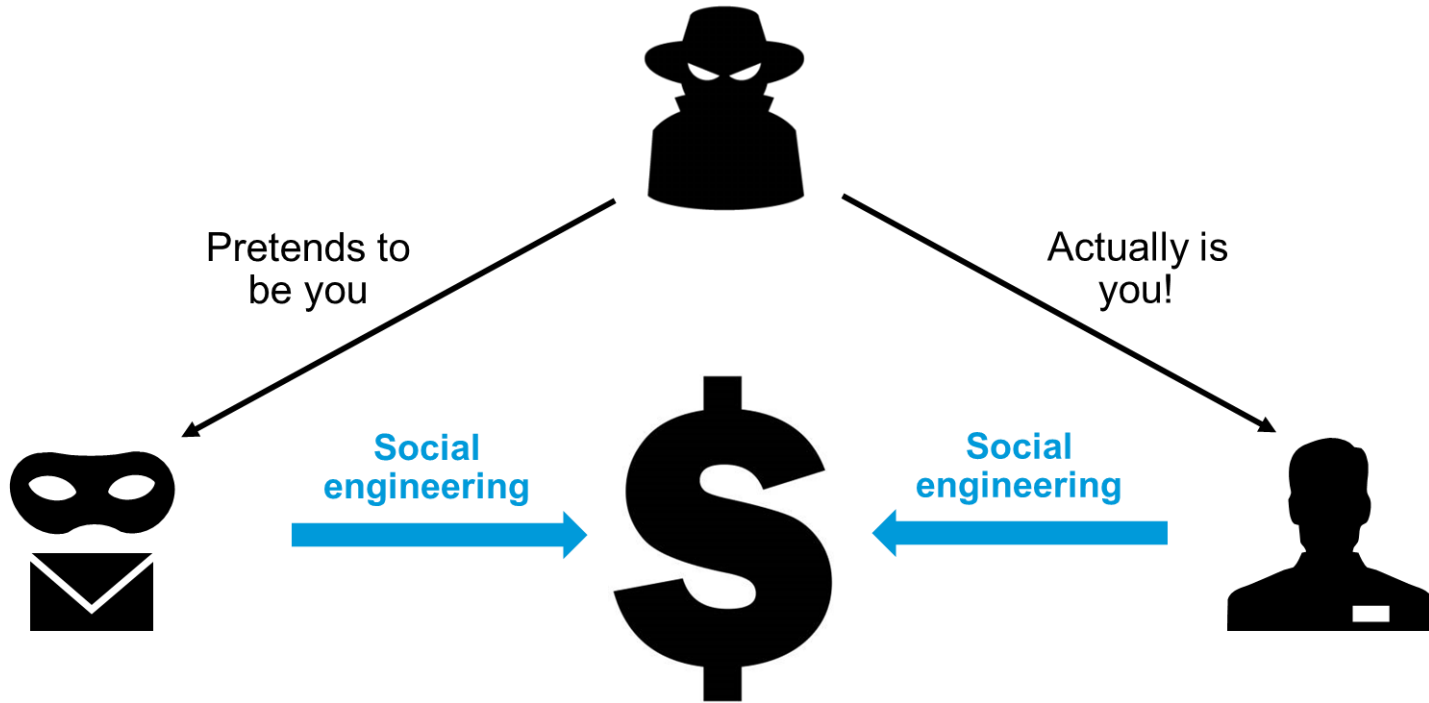 Pretends to
be you
Actually is
you!
Social
engineering
Social
engineering
$